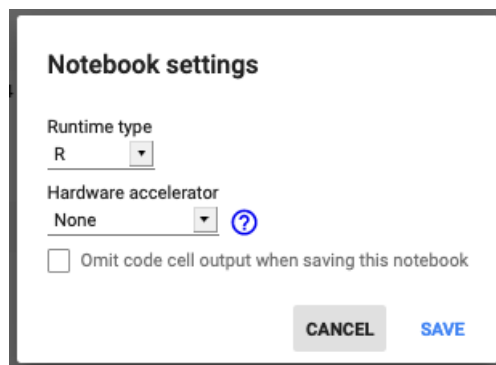 Notebook settings
Runtime type
R
Hardware accelerator
None
?
Omit code cell output when saving this notebook
CANCEL SAVE